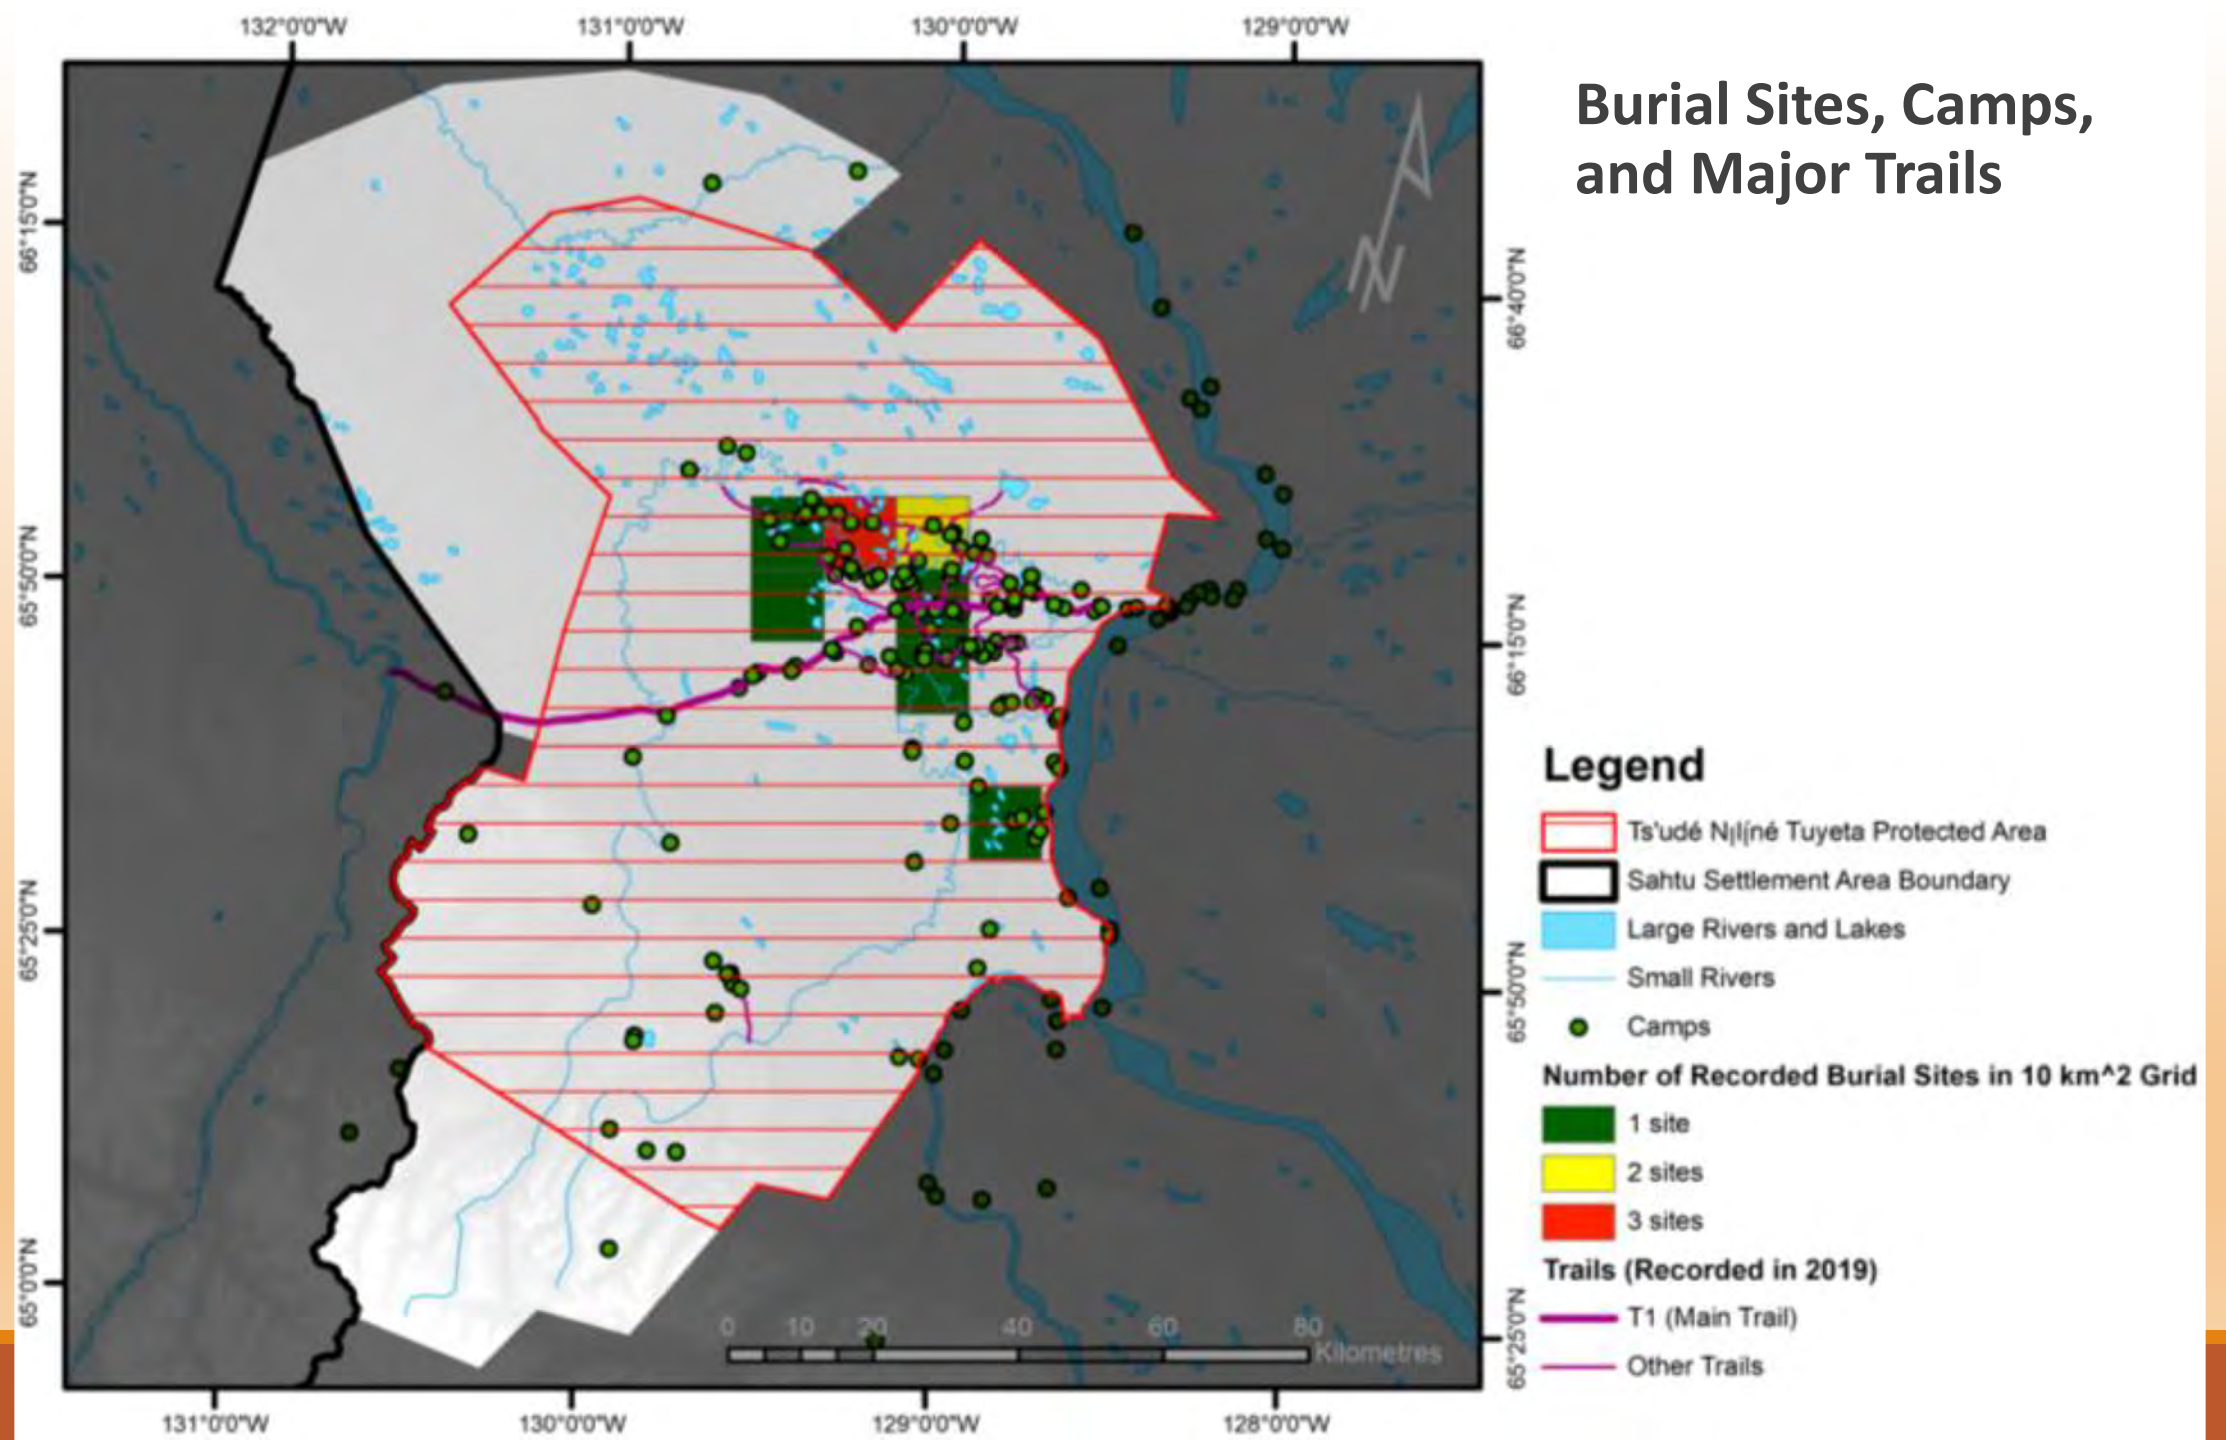 132°0'0"W
131°0'0"W
130°0'0"W
129°0'0"W
Burial Sites, Camps,
and Major Trails
66°15'0"N
65°50'0"N
65°25'0"N
65°0'0"N
66°40'0"N
66°15'0"N
65°50'0"N
65°25'0"N
N
Legend
Ts'udé Nı̨lı̨́né Tuyeta Protected Area
Sahtu Settlement Area Boundary
Large Rivers and Lakes
Small Rivers
Camps
Number of Recorded Burial Sites in 10 km^2 Grid
1 site
2 sites
3 sites
Trails (Recorded in 2019)
T1 (Main Trail)
Other Trails
0 10 20 40 60 80
Kilometres
131°0'0"W
130°0'0"W
129°0'0"W
128°0'0"W